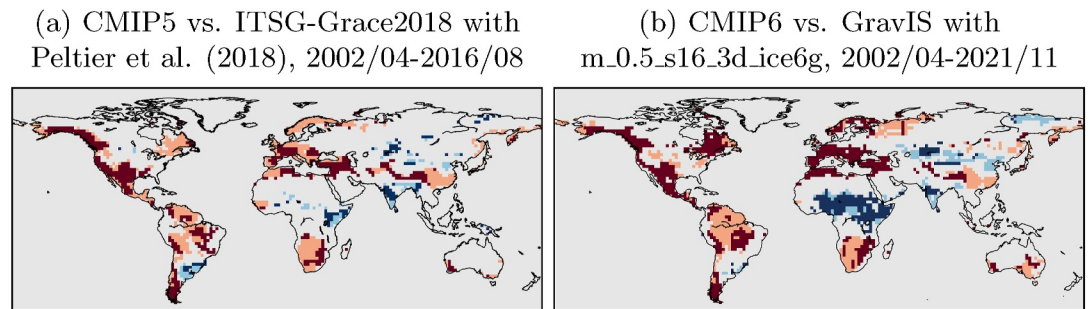 (a) CMIP5 vs. ITSG-Grace2018 with
Peltier et al. (2018), 2002/04-2016/08
(b) CMIP6 vs. GravIS with
m_0.5_s16_3d_ice6g, 2002/04-2021/11